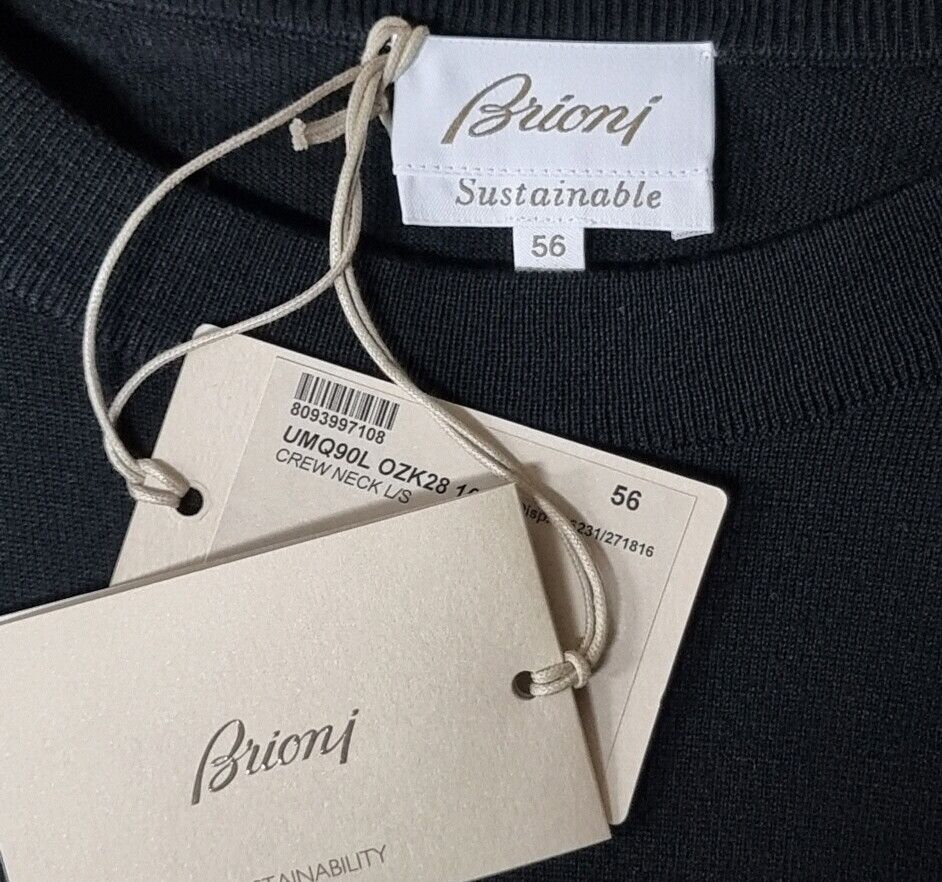 Brioni
Sustainable
56
8093997108
UMQ90L OZK28
CREW NECK L/S
56
Brioni